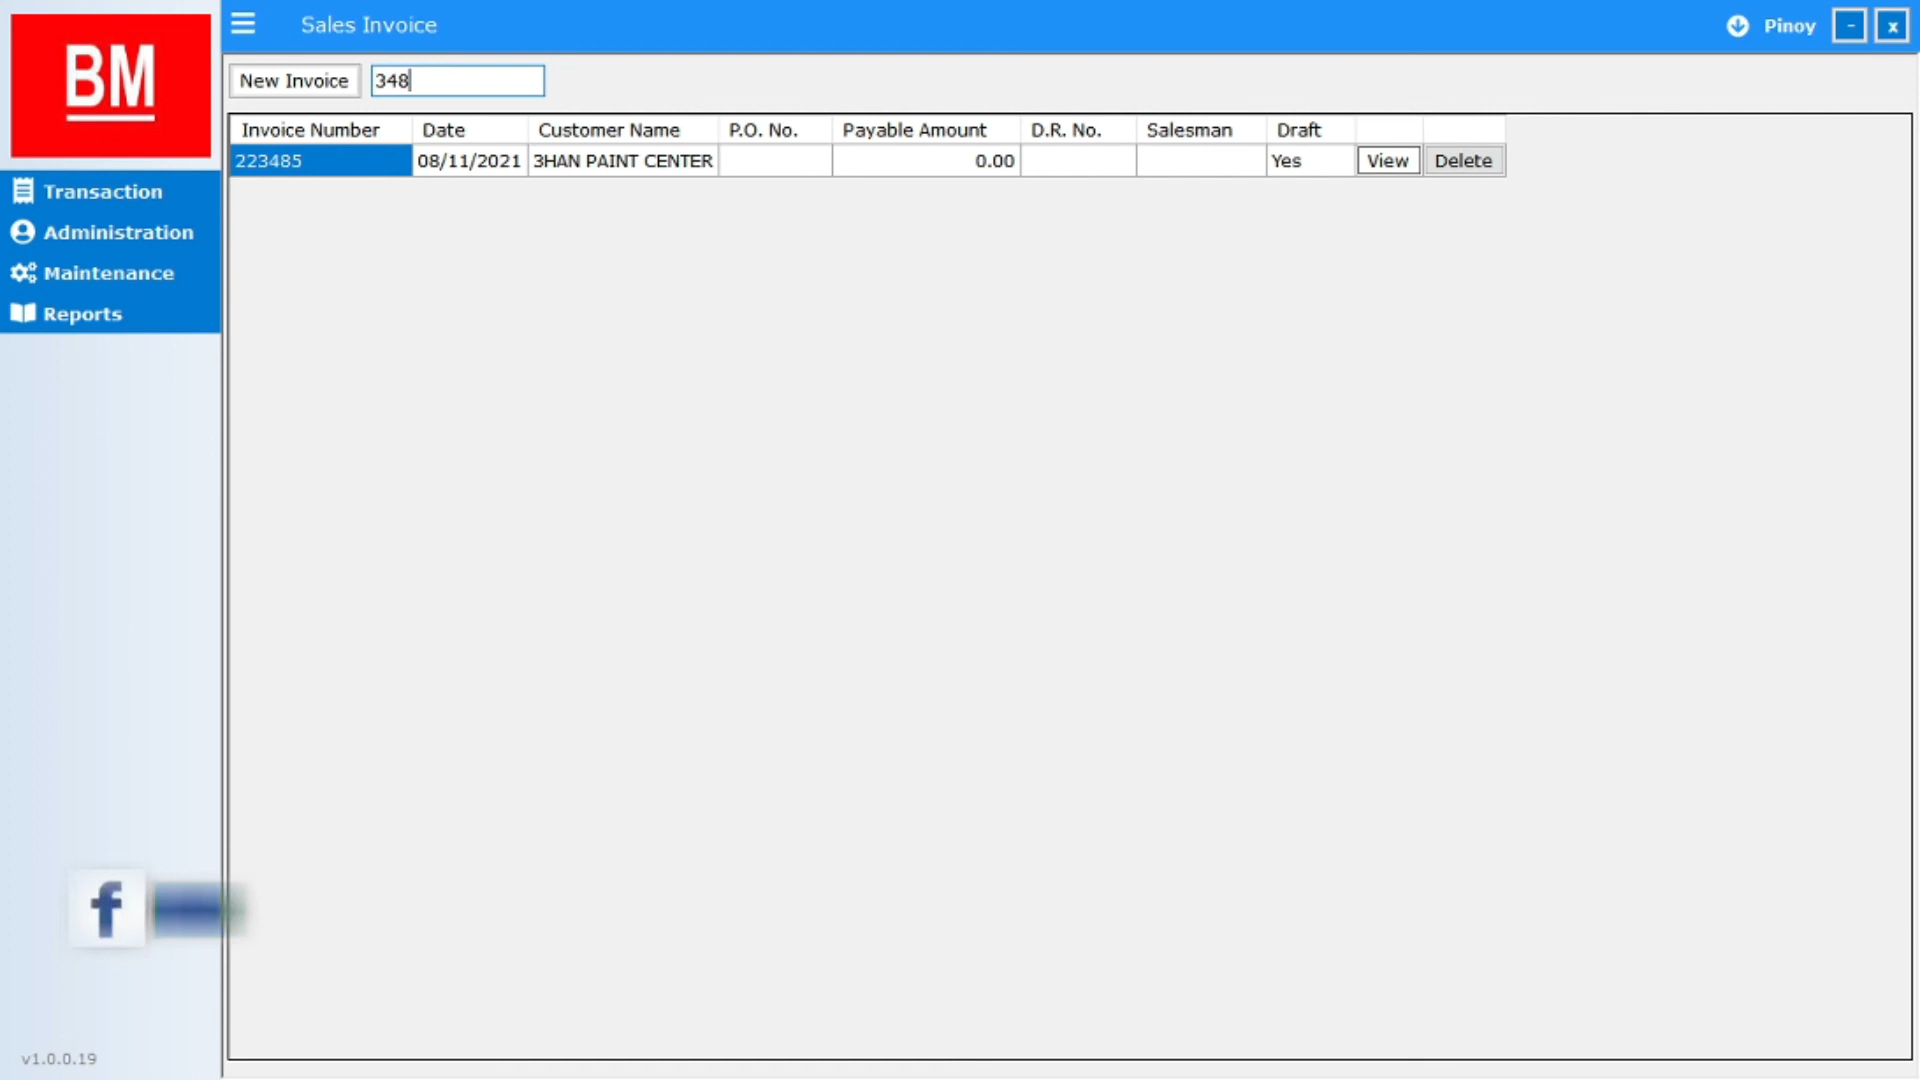 BM
Sales Invoice
Pinoy
-
x
New Invoice
348
Invoice Number Date Customer Name P.O. No. Payable Amount D.R. No. Salesman Draft
223485 08/11/2021 3HAN PAINT CENTER 0.00 Yes View Delete
Transaction
Administration
Maintenance
Reports
f
v1.0.0.19